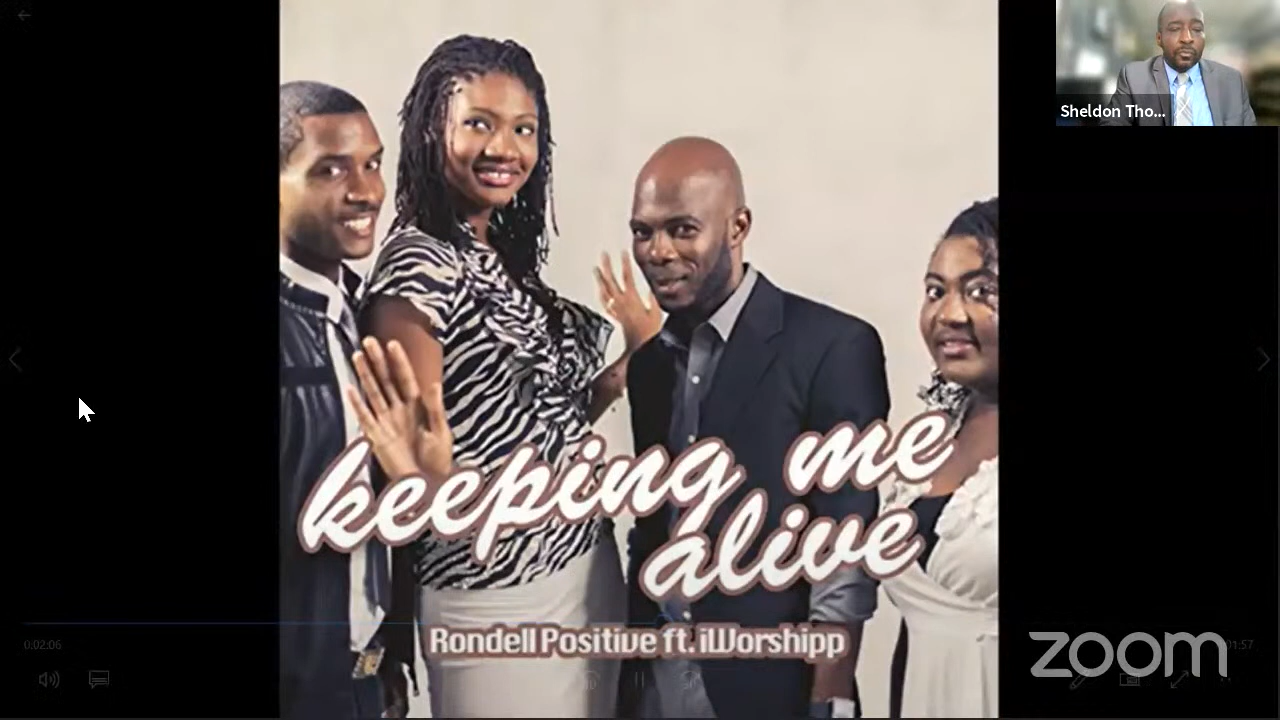 Sheldon Tho...
keeping me
alive
Rondell Positive ft. iWorshipp
0:02:06
zoom